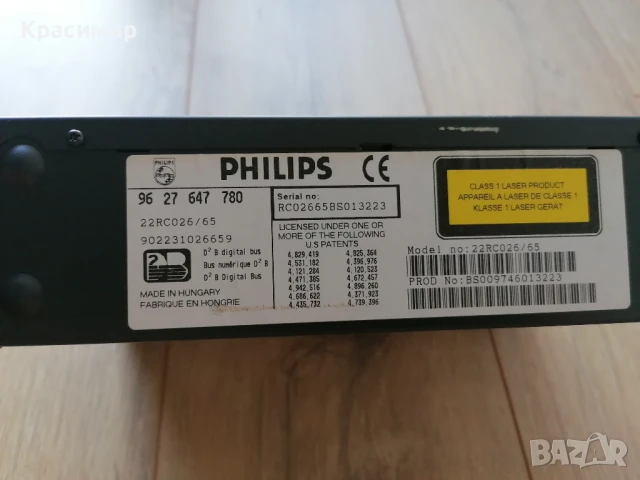 Красимир
PHILIPS
PHILIPS CE
96 27 647 780
22RC026/65
902231026659
D² B digital bus
Bus numérique D² B
D² B Digital Bus
MADE IN HUNGARY
FABRIQUE EN HONGRIE
Serial no:
RC02665BS013223
LICENSED UNDER ONE OR
MORE OF THE FOLLOWING
U.S PATENTS
4,829,419 4,825,364
4,531,182 4,396,976
4,121,284 4,120,523
4,471,385 4,672,457
4,942,516 4,896,260
4,686,622 4,371,923
4,435,732 4,739,396
CLASS 1 LASER PRODUCT
APPAREIL A LASER DE CLASSE 1
KLASSE 1 LASER GERÄT
Model no:22RC026/65
PROD No:BS009746013223
BAZAR